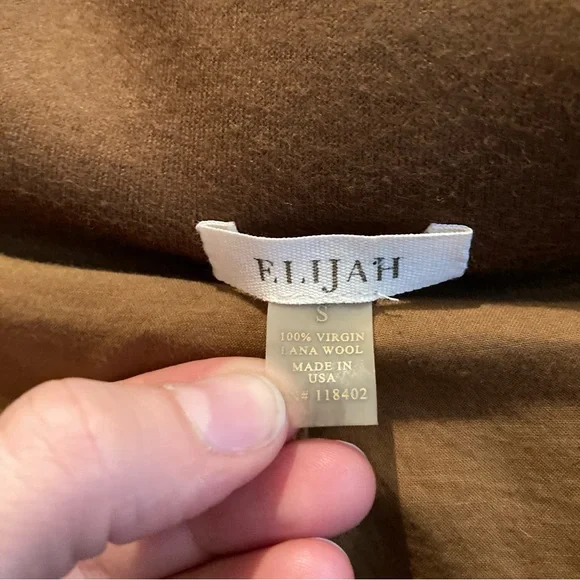 ELIJAH
S
100% VIRGIN
LANA WOOL
MADE IN
USA
# 118402